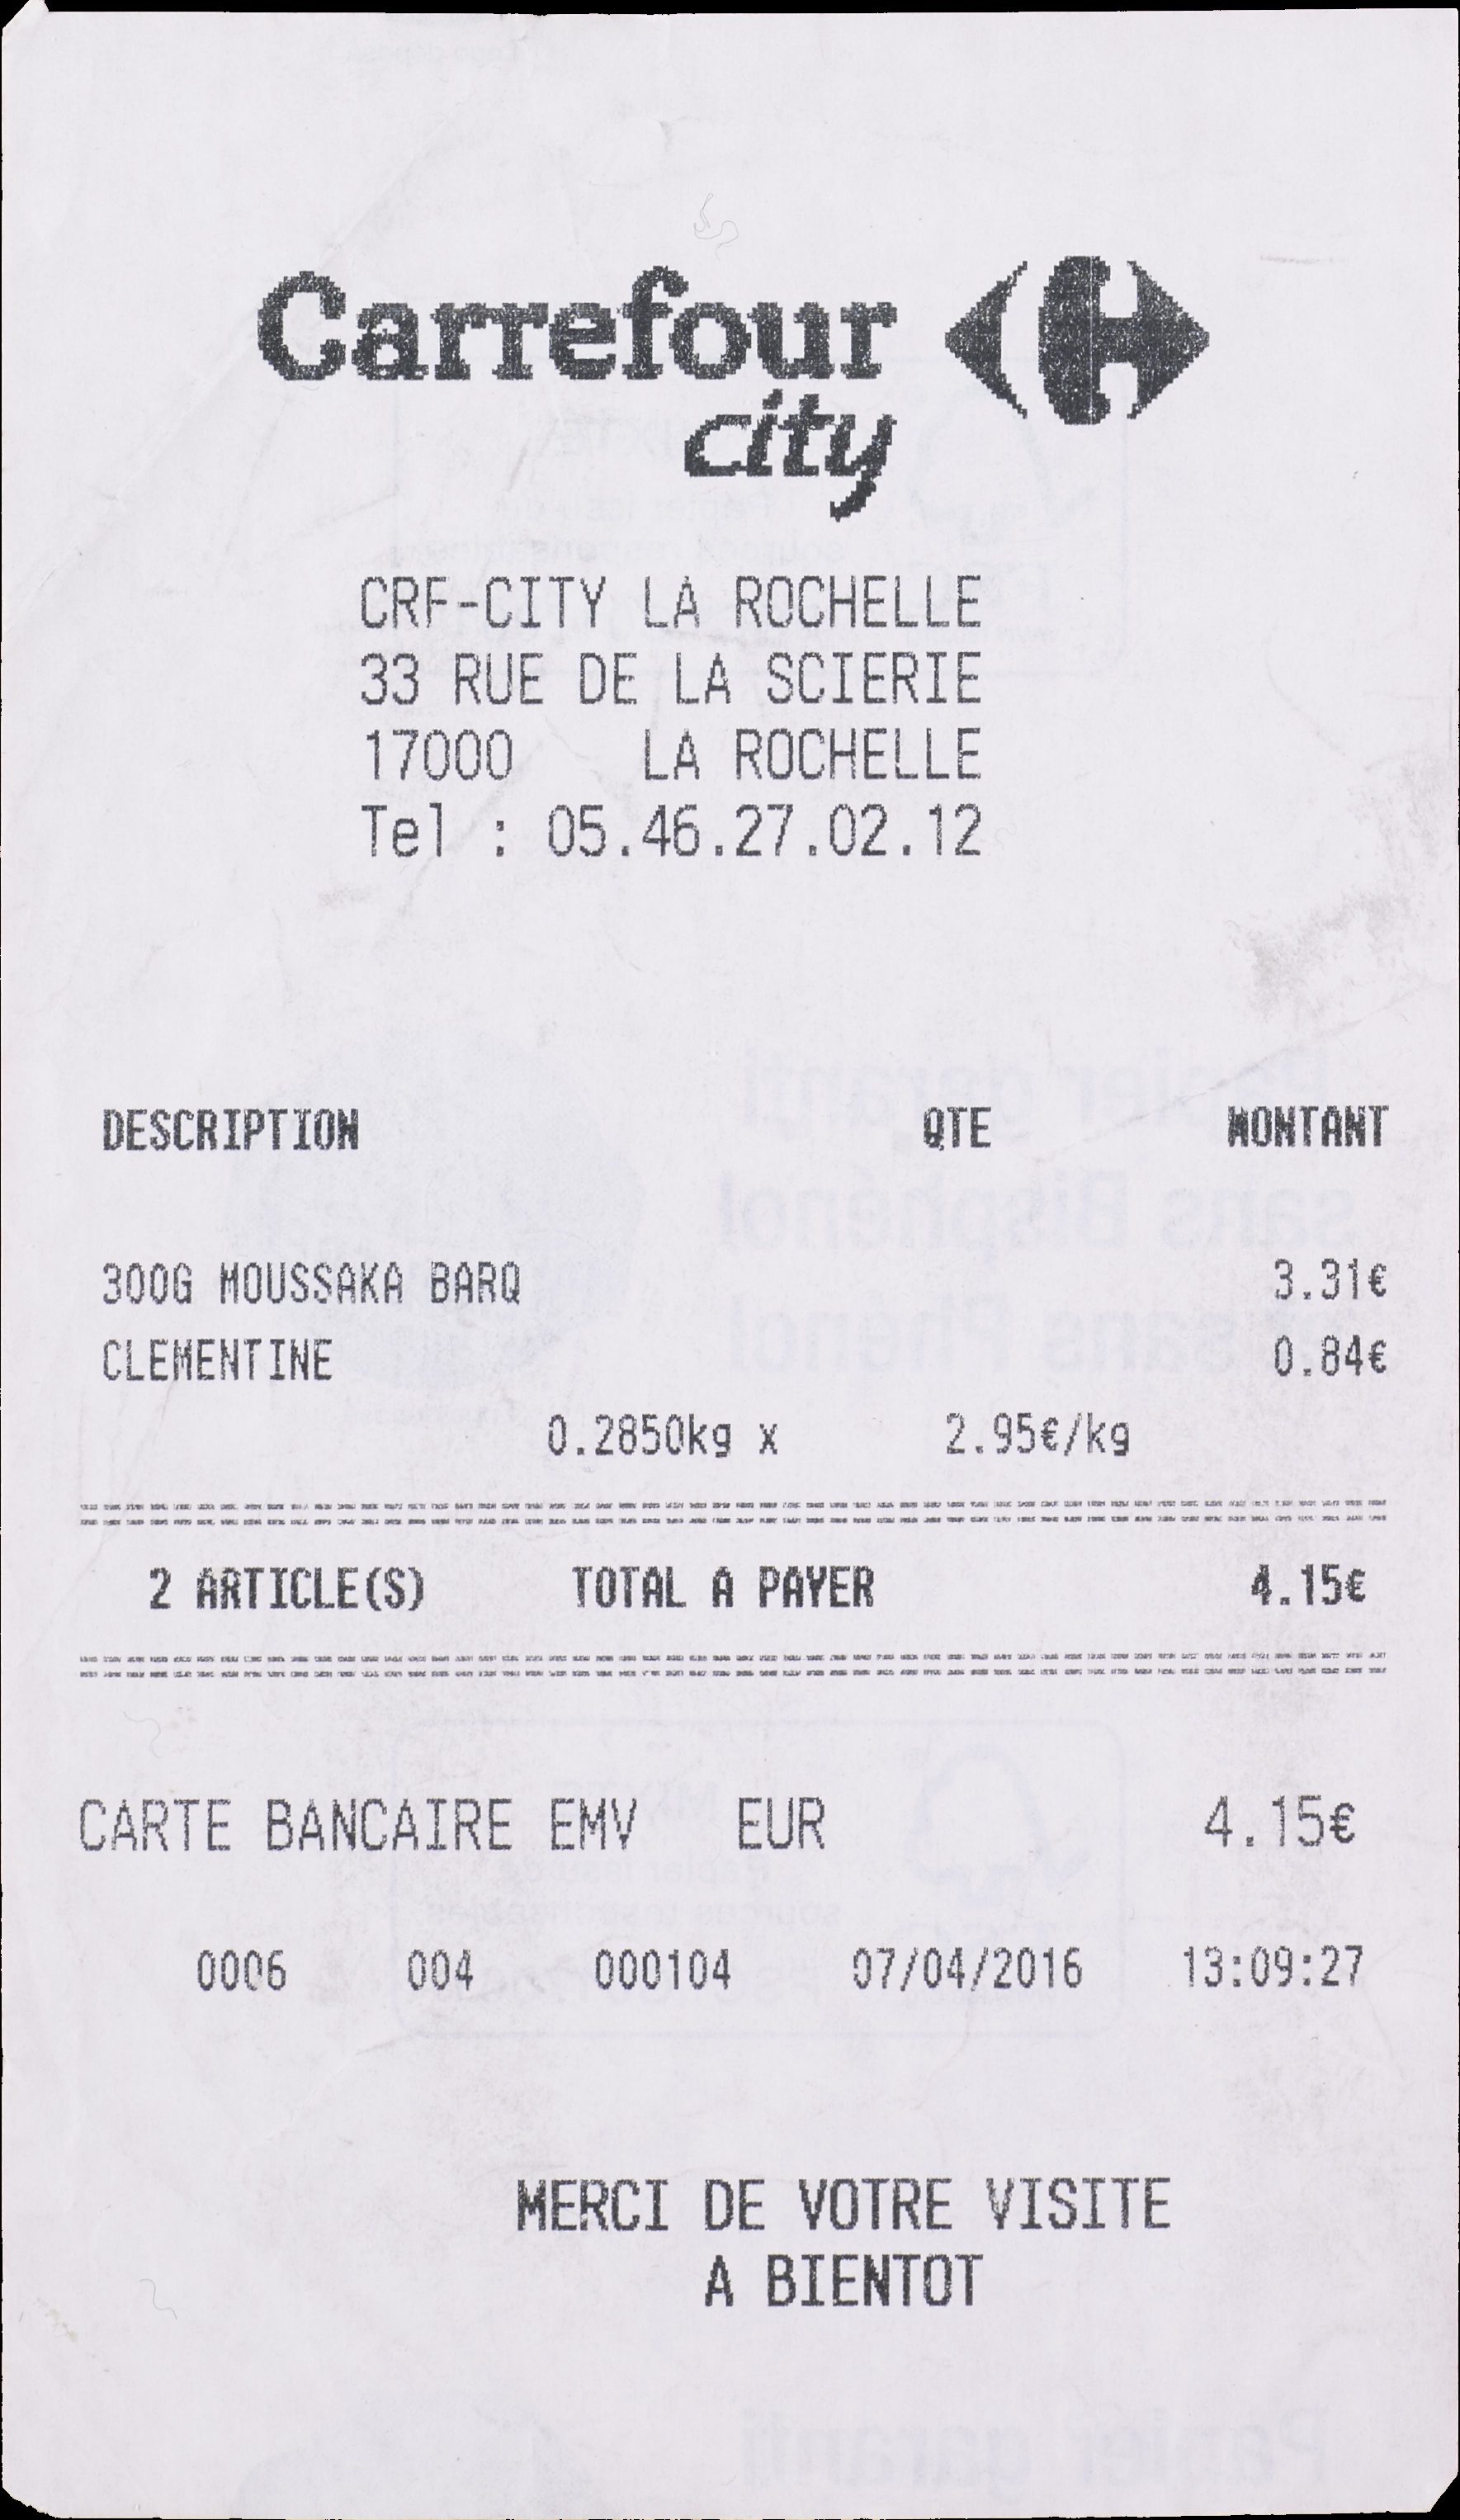 Carrefour
city
CRF-CITY LA ROCHELLE
33 RUE DE LA SCIERIE
17000 LA ROCHELLE
Tel : 05.46.27.02.12
DESCRIPTION QTE MONTANT
300G MOUSSAKA BARQ 3.31€
CLEMENTINE 0.84€
0.2850kg x 2.95€/kg
2 ARTICLE(S) TOTAL A PAYER 4.15€
CARTE BANCAIRE EMV EUR 4.15€
0006 004 000104 07/04/2016 13:09:27
MERCI DE VOTRE VISITE
A BIENTOT